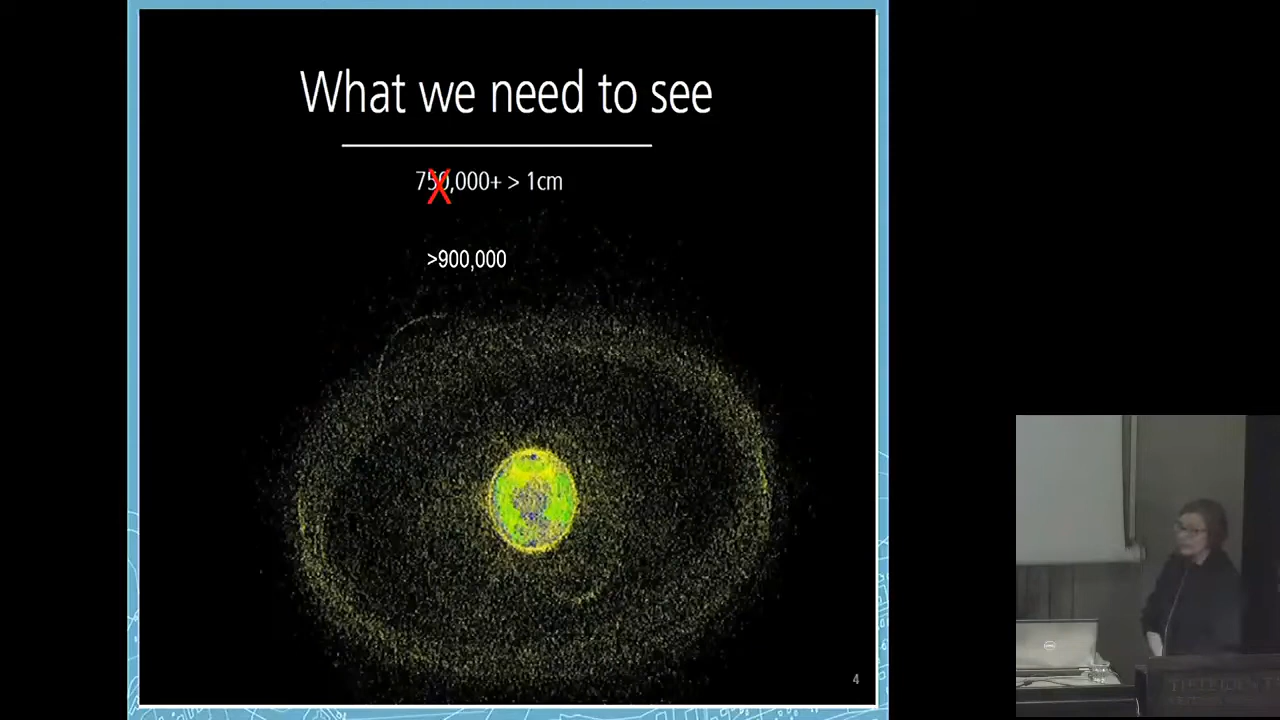 What we need to see
750,000+ > 1cm
X
>900,000
4